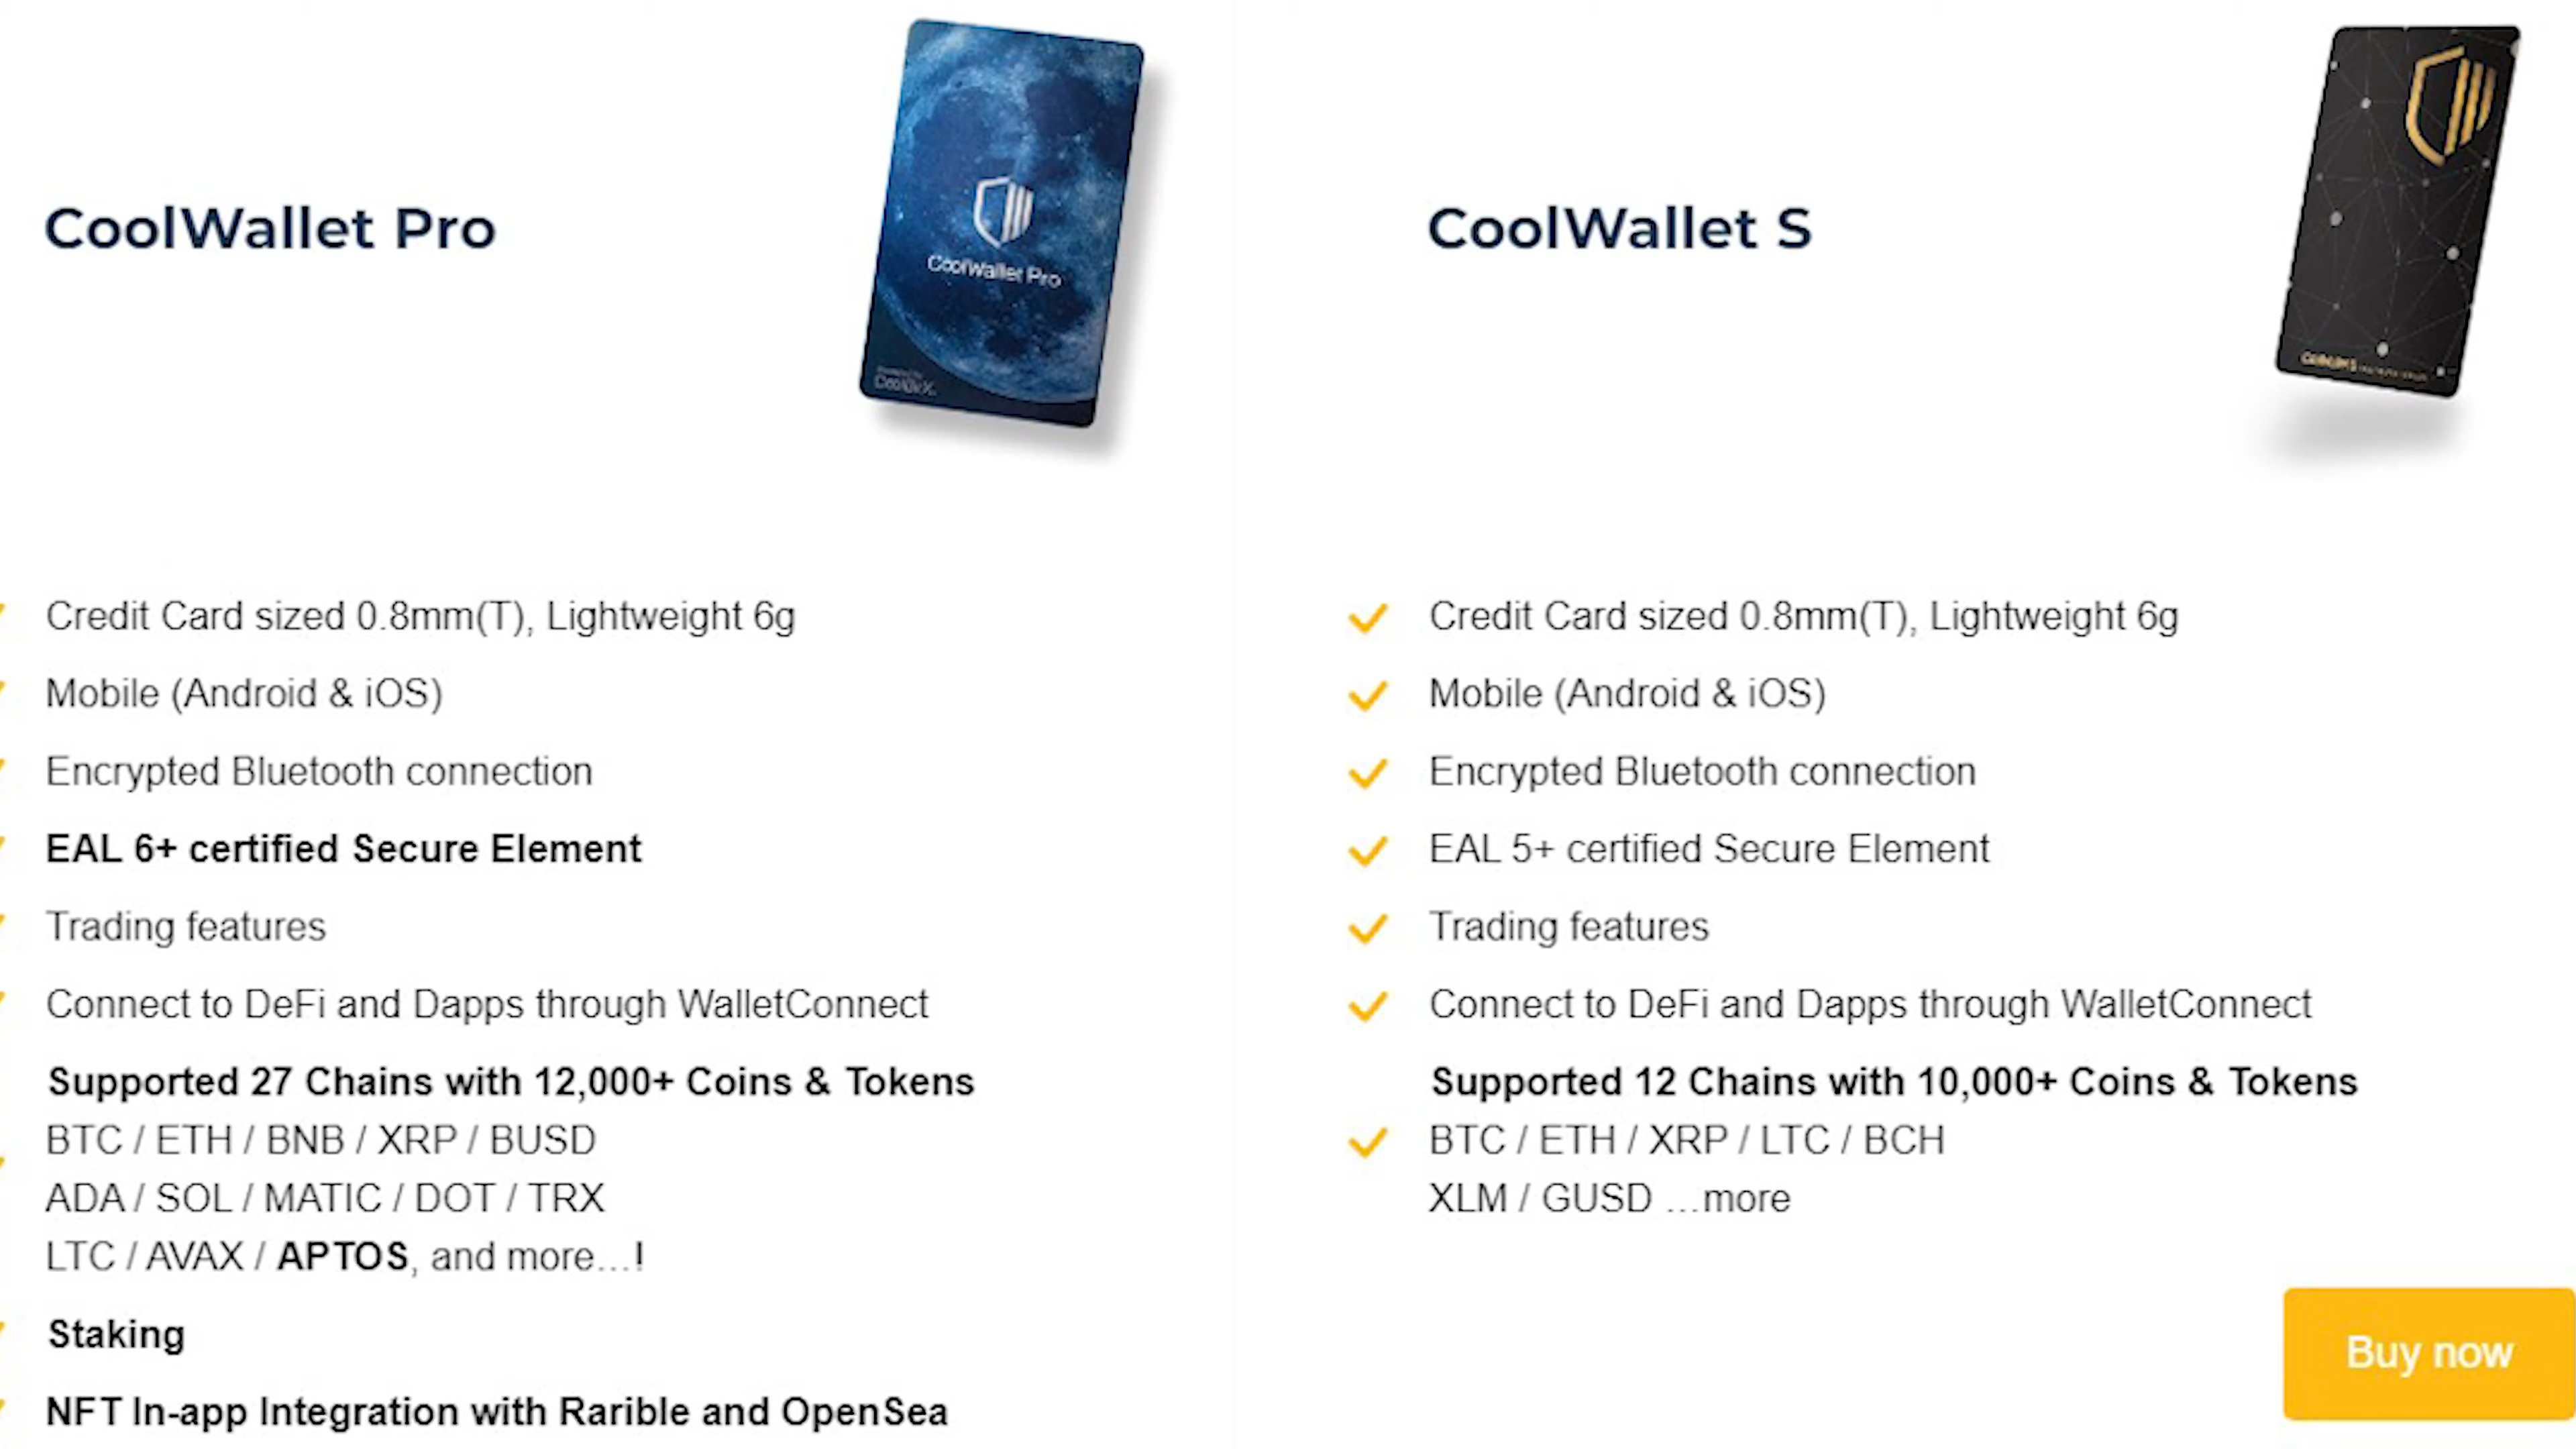 CoolWallet Pro
CoolWallet Pro
Credit Card sized 0.8mm(T), Lightweight 6g
Mobile (Android & iOS)
Encrypted Bluetooth connection
EAL 6+ certified Secure Element
Trading features
Connect to DeFi and Dapps through WalletConnect
Supported 27 Chains with 12,000+ Coins & Tokens
BTC / ETH / BNB / XRP / BUSD
ADA / SOL / MATIC / DOT / TRX
LTC / AVAX / APTOS, and more...!
Staking
NFT In-app Integration with Rarible and OpenSea
CoolWallet S
Credit Card sized 0.8mm(T), Lightweight 6g
Mobile (Android & iOS)
Encrypted Bluetooth connection
EAL 5+ certified Secure Element
Trading features
Connect to DeFi and Dapps through WalletConnect
Supported 12 Chains with 10,000+ Coins & Tokens
BTC / ETH / XRP / LTC / BCH
XLM / GUSD ...more
Buy now